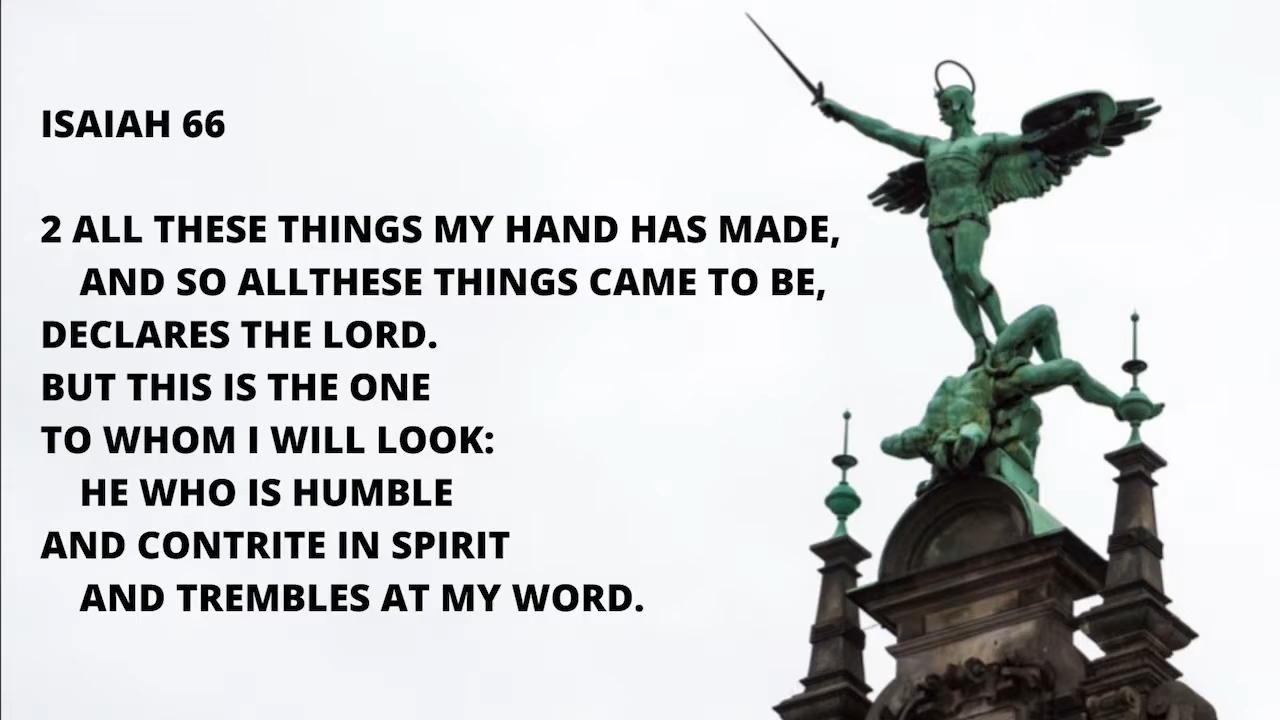 ISAIAH 66
2 ALL THESE THINGS MY HAND HAS MADE,
AND SO ALLTHESE THINGS CAME TO BE,
DECLARES THE LORD.
BUT THIS IS THE ONE
TO WHOM I WILL LOOK:
HE WHO IS HUMBLE
AND CONTRITE IN SPIRIT
AND TREMBLES AT MY WORD.